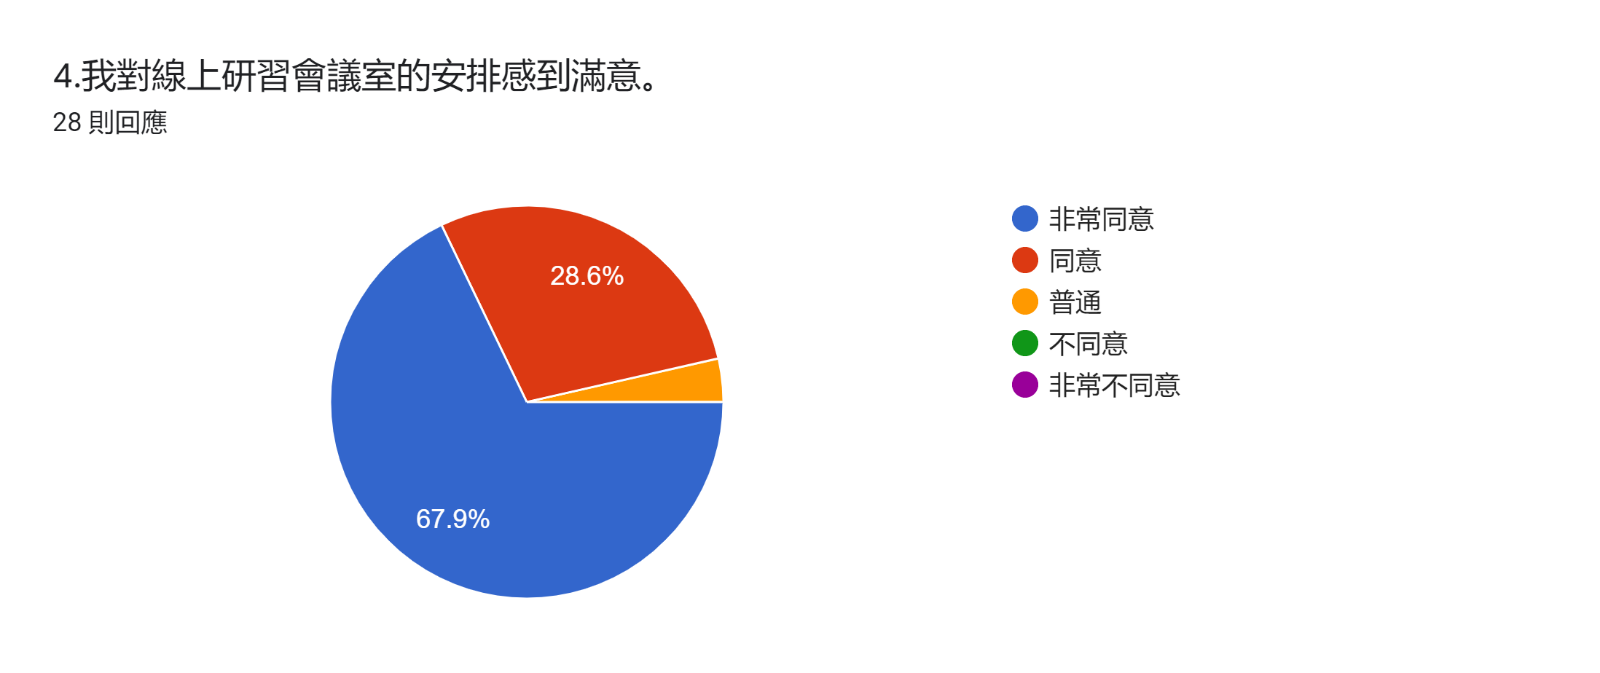 4.我對線上研習會議室的安排感到滿意。
28 則回應
28.6%
67.9%
非常同意
同意
普通
不同意
非常不同意